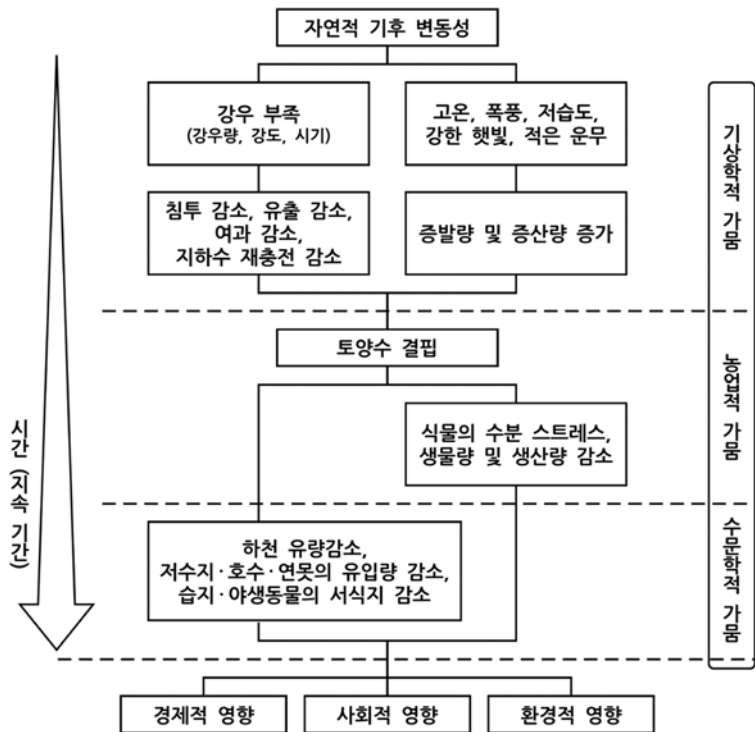 자연적 기후 변동성
강우 부족
(강우량, 강도, 시기)
고온, 폭풍, 저습도,
강한 햇빛, 적은 운무
침투 감소, 유출 감소,
여과 감소,
지하수 재충전 감소
증발량 및 증산량 증가
기상학적 가뭄
토양수 결핍
식물의 수분 스트레스,
생물량 및 생산량 감소
농업적 가뭄
시간 (지속 기간)
하천 유량감소,
저수지·호수·연못의 유입량 감소,
습지·야생동물의 서식지 감소
수문학적 가뭄
경제적 영향
사회적 영향
환경적 영향